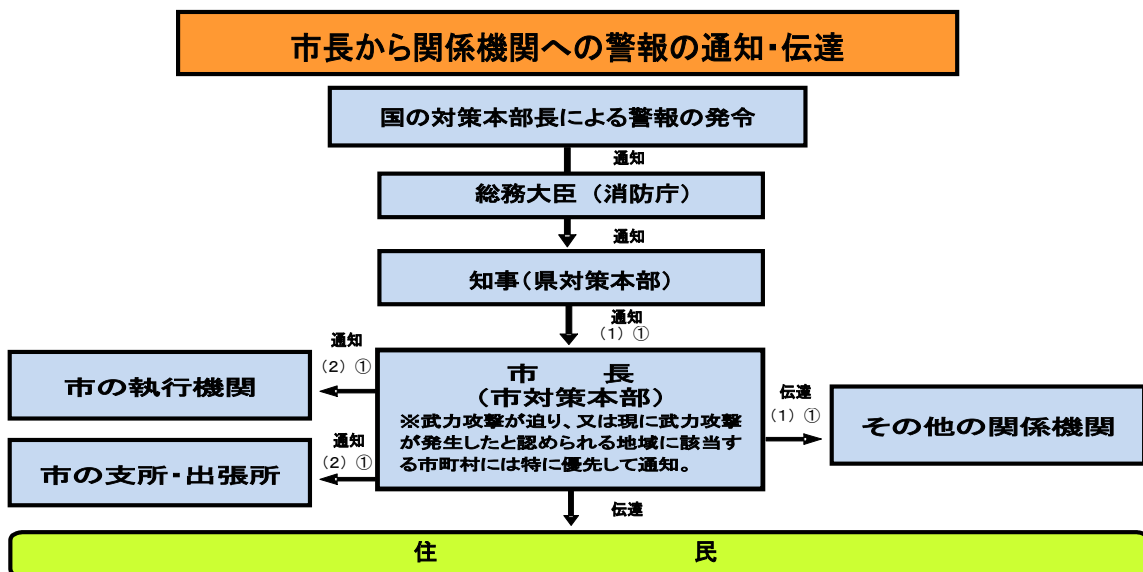 市長から関係機関への警報の通知・伝達
国の対策本部長による警報の発令
通知
総務大臣（消防庁）
通知
知事（県対策本部）
通知
（1）①
通知
（2）①
市の執行機関
通知
（2）①
市の支所・出張所
市　　長
（市対策本部）
※武力攻撃が迫り、又は現に武力攻撃
が発生したと認められる地域に該当す
る市町村には特に優先して通知。
伝達
（1）①
その他の関係機関
伝達
住　　民